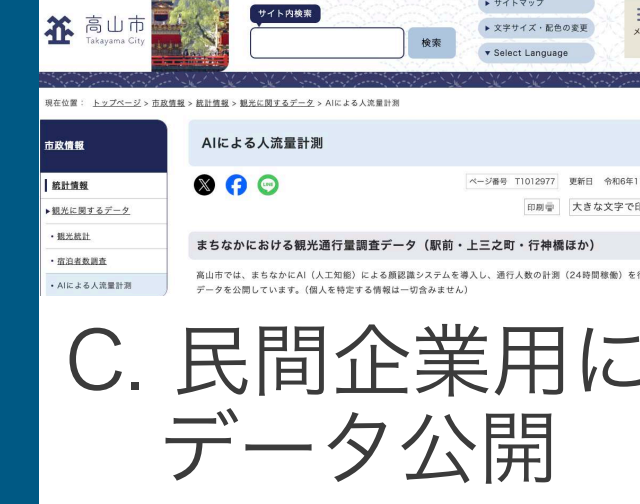 サイトマップ
サイト内検索
高山市
Takayama City
文字サイズ・配色の変更
検索
Select Language
現在位置： トップページ > 市政情報 > 統計情報 > 観光に関するデータ > AIによる人流量計測
市政情報
AIによる人流量計測
統計情報
ページ番号 T1012977 更新日 令和6年1
観光に関するデータ
印刷
大きな文字で印
・観光統計
まちなかにおける観光通行量調査データ（駅前・上三之町・行神橋ほか）
・宿泊者数調査
高山市では、まちなかにAI（人工知能）による顔認識システムを導入し、通行人数の計測（24時間稼働）を行
・AIによる人流量計測
データを公開しています。（個人を特定する情報は一切含みません）
C. 民間企業用に
データ公開